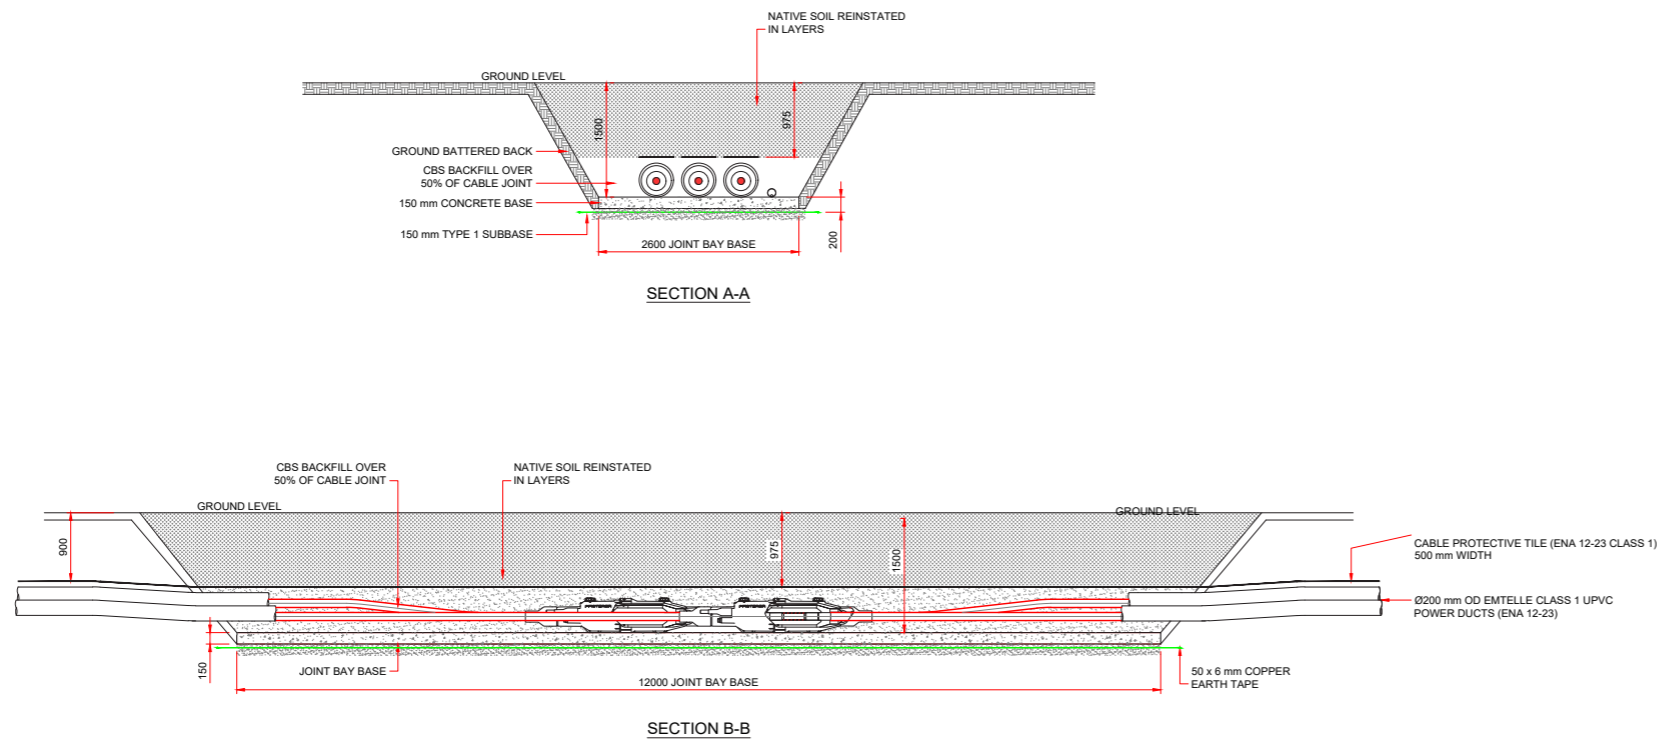 NATIVE SOIL REINSTATED
IN LAYERS
GROUND LEVEL
1500
975
GROUND BATTERED BACK
CBS BACKFILL OVER
50% OF CABLE JOINT
150 mm CONCRETE BASE
150 mm TYPE 1 SUBBASE
2600 JOINT BAY BASE
200
SECTION A-A
CBS BACKFILL OVER
50% OF CABLE JOINT
NATIVE SOIL REINSTATED
IN LAYERS
GROUND LEVEL
GROUND LEVEL
900
975
1500
CABLE PROTECTIVE TILE (ENA 12-23 CLASS 1)
500 mm WIDTH
Ø200 mm OD EMTELLE CLASS 1 UPVC
POWER DUCTS (ENA 12-23)
150
JOINT BAY BASE
12000 JOINT BAY BASE
50 x 6 mm COPPER
EARTH TAPE
SECTION B-B